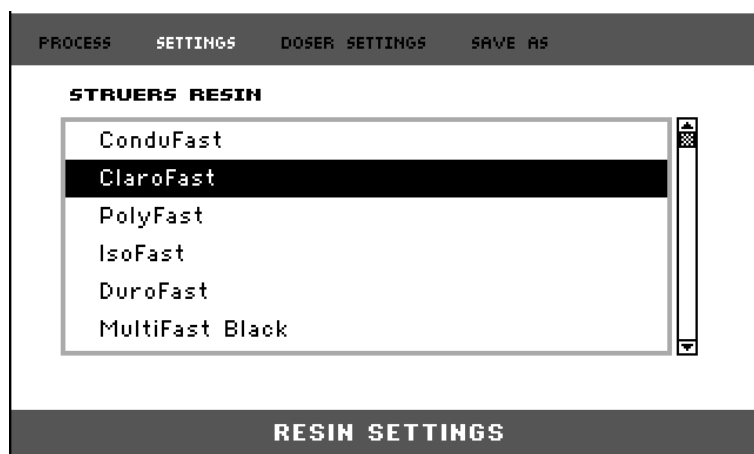 PROCESS SETTINGS DOSER SETTINGS SAVE AS
STRUERS RESIN
ConduFast
ClaroFast
PolyFast
IsoFast
DuroFast
MultiFast Black
RESIN SETTINGS